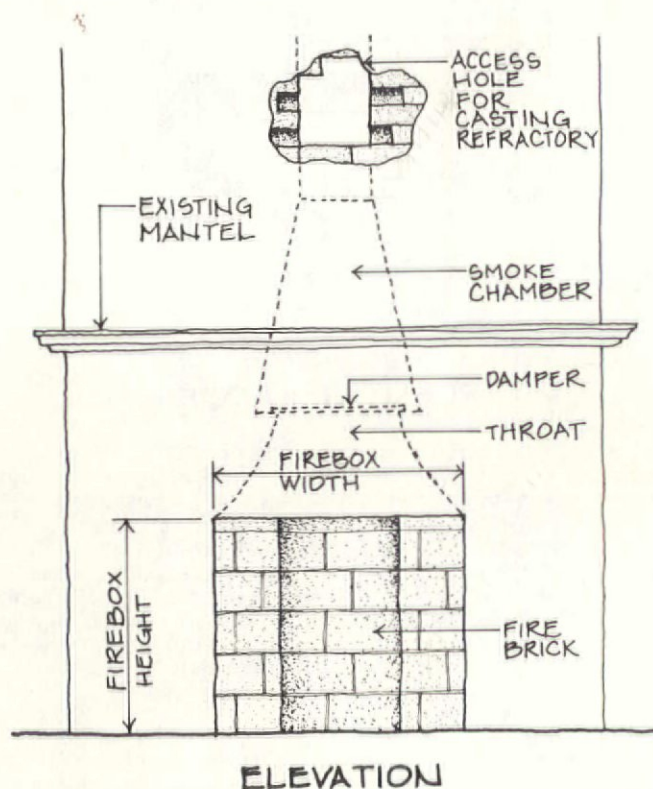 ACCESS
HOLE
FOR
CASTING
REFRACTORY
EXISTING
MANTEL
SMOKE
CHAMBER
DAMPER
THROAT
FIREBOX
WIDTH
FIREBOX
HEIGHT
FIRE
BRICK
ELEVATION